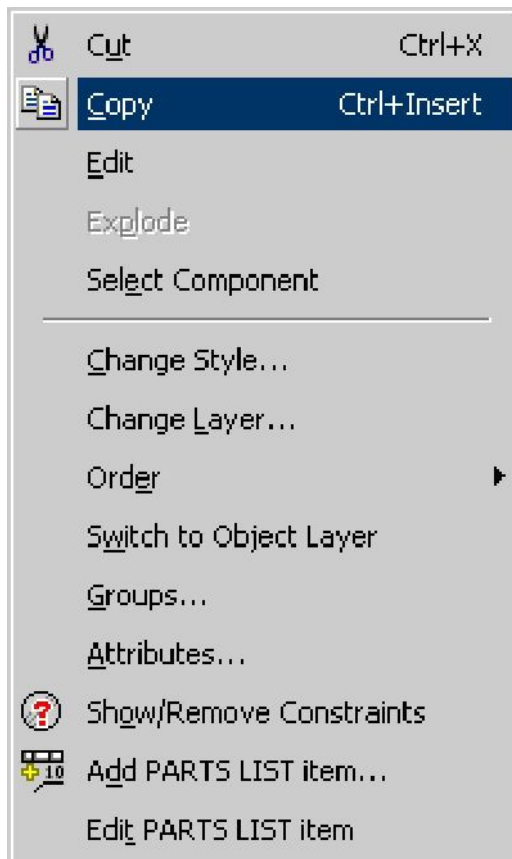 Cut Ctrl+X
Copy Ctrl+Insert
Edit
Explode
Select Component
Change Style...
Change Layer...
Order
Switch to Object Layer
Groups...
Attributes...
Show/Remove Constraints
10 Add PARTS LIST item...
Edit PARTS LIST item